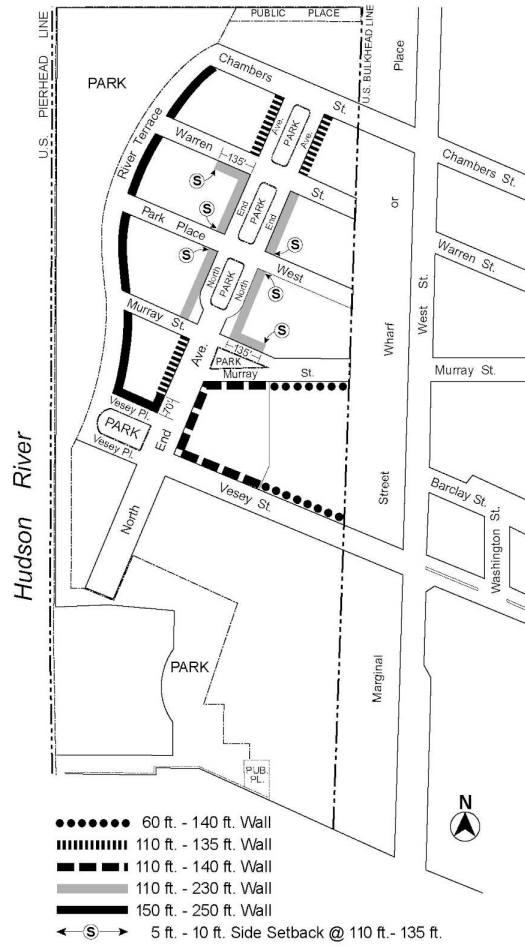 PUBLIC PLACE
U.S. PIERHEAD LINE
U.S. BULKHEAD LINE
Place
PARK
Chambers
St.
River Terrace
Ave.
PARK
Ave.
Chambers St.
Warren
135'
St.
S
End
PARK
End
or
Park Place
S
Warren St.
S
S
West
North
PARK
North
S
West St.
Wharf
Murray St.
Ave.
S
135'
PARK
Murray St.
Murray St.
70'
Vesey Pl.
PARK
Vesey Pl.
End
Vesey St.
Street
Barclay St.
Washington St.
North
Hudson River
PARK
Marginal
PUB.
PL.
N
60 ft. - 140 ft. Wall
110 ft. - 135 ft. Wall
110 ft. - 140 ft. Wall
110 ft. - 230 ft. Wall
150 ft. - 250 ft. Wall
S 5 ft. - 10 ft. Side Setback @ 110 ft.- 135 ft.